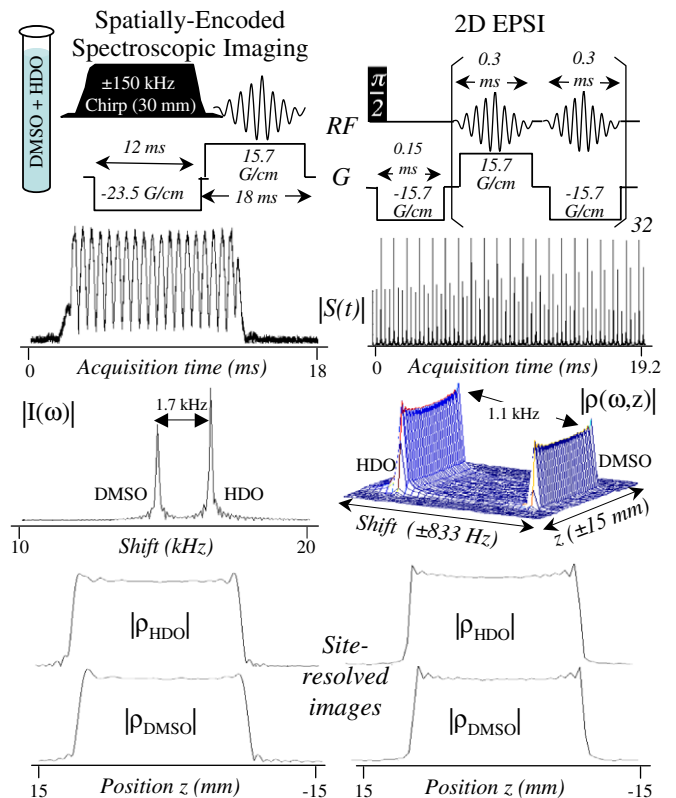 Spatially-Encoded
Spectroscopic Imaging
DMSO + HDO
±150 kHz
Chirp (30 mm)
12 ms
-23.5 G/cm
15.7
G/cm
18 ms
2D EPSI
π/2
RF
0.3
ms
0.3
ms
0.15
ms
G
-15.7
G/cm
15.7
G/cm
-15.7
G/cm
32
|S(t)|
0
Acquisition time (ms)
18
0
Acquisition time (ms)
19.2
|I(ω)|
1.7 kHz
DMSO
HDO
10
Shift (kHz)
20
|ρ(ω,z)|
1.1 kHz
HDO
DMSO
Shift (±833 Hz)
z (±15 mm)
|ρHDO|
|ρDMSO|
15
Position z (mm)
-15
Site-
resolved
images
|ρHDO|
|ρDMSO|
15
Position z (mm)
-15